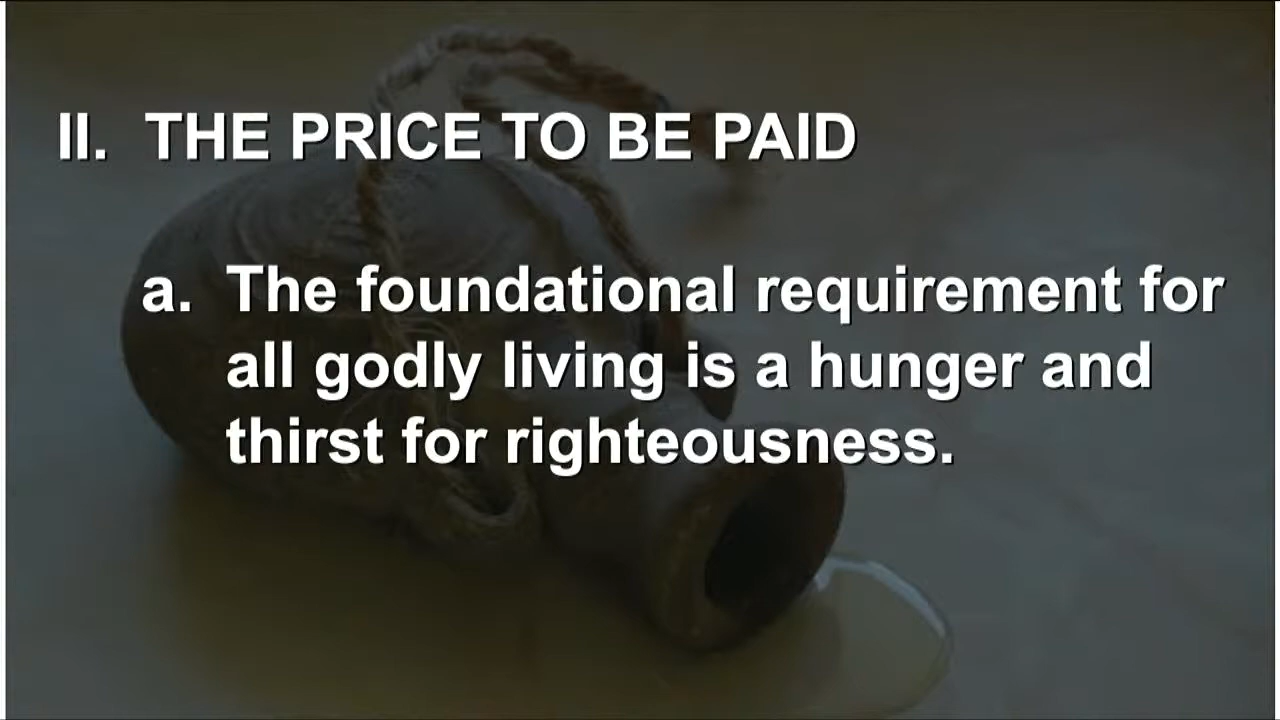 II. THE PRICE TO BE PAID
a. The foundational requirement for
all godly living is a hunger and
thirst for righteousness.